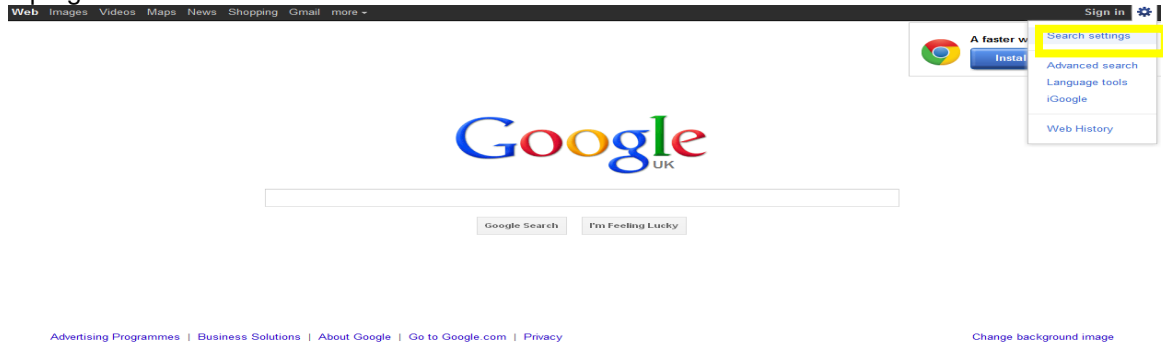 Web Images Videos Maps News Shopping Gmail more
Sign in
A faster w
Instal
Search settings
Advanced search
Language tools
iGoogle
Web History
Google
UK
Google Search I'm Feeling Lucky
Advertising Programmes | Business Solutions | About Google | Go to Google.com | Privacy
Change background image